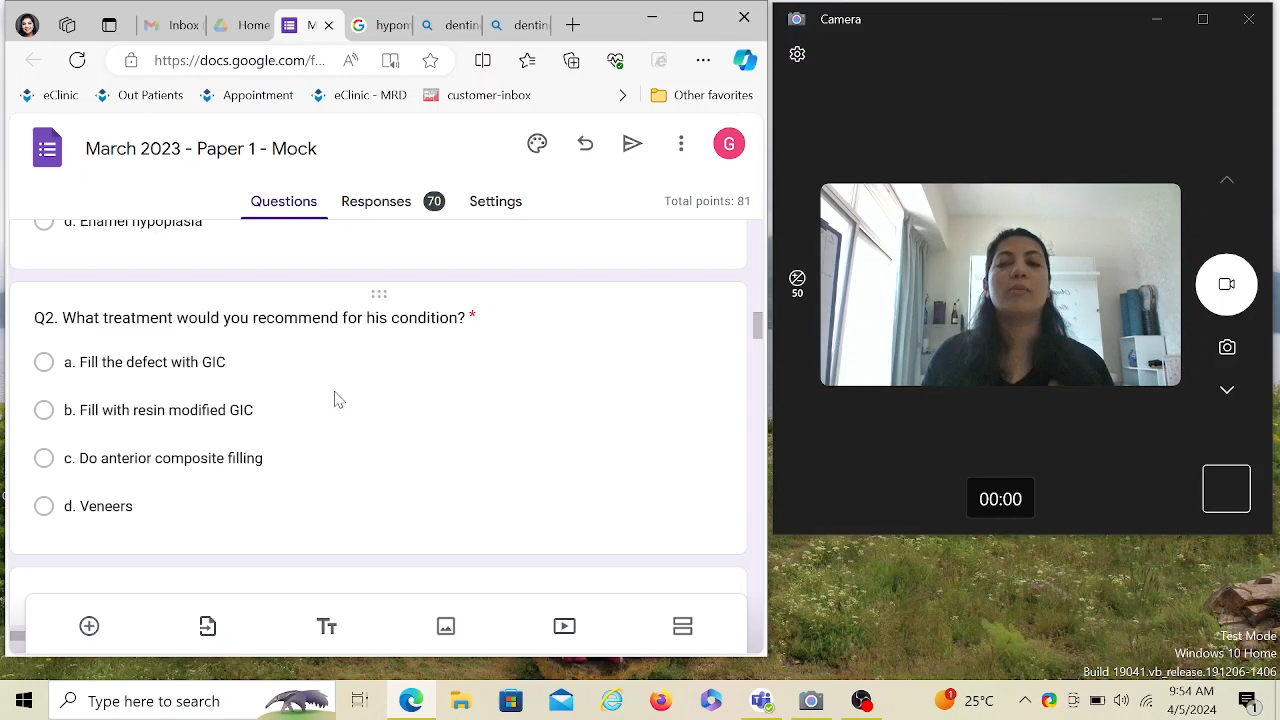 Inbox
Home
M
hypop
dentin
dentin
Camera
https://docs.google.com/f...
eClinic
Out Patients
Appointment
eClinic - MRD
customer-inbox
Other favorites
March 2023 - Paper 1 - Mock
G
Questions
Responses
70
Settings
Total points: 81
d. Enamel hypoplasia
Q2. What treatment would you recommend for his condition? *
a. Fill the defect with GIC
b. Fill with resin modified GIC
c. Do anterior composite filling
d. Veneers
50
00:00
Test Mode
Windows 10 Home
Build 19041.vb_release.191206-1406
Type here to search
1
25°C
9:54 AM
4/5/2024
1